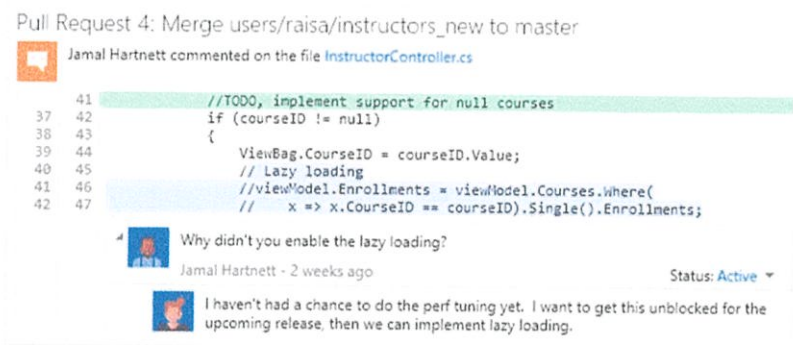 Pull Request 4: Merge users/raisa/instructors_new to master
Jamal Hartnett commented on the file InstructorController.cs
41 //TODO, implement support for null courses
37 42 if (courseID != null)
38 43 {
39 44 ViewBag.CourseID = courseID.Value;
40 45 // Lazy loading
41 46 //viewModel.Enrollments = viewModel.Courses.Where(
42 47 // x => x.CourseID == courseID).Single().Enrollments;
Why didn't you enable the lazy loading?
Jamal Hartnett - 2 weeks ago Status: Active
I haven't had a chance to do the perf tuning yet. I want to get this unblocked for the
upcoming release, then we can implement lazy loading.